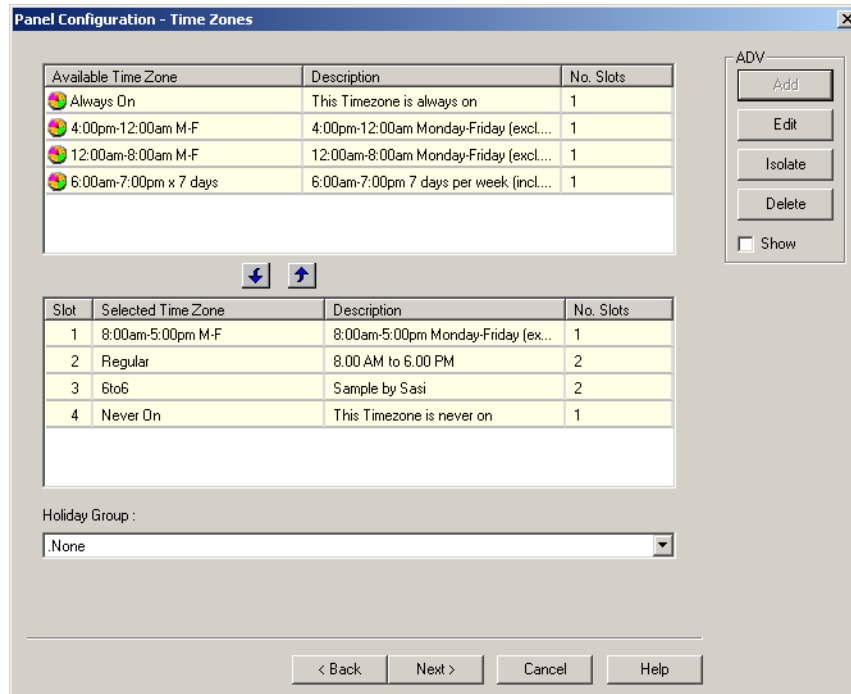 Panel Configuration - Time Zones
Available Time Zone Description No. Slots
Always On This Timezone is always on 1
4:00pm-12:00am M-F 4:00pm-12:00am Monday-Friday (excl.... 1
12:00am-8:00am M-F 12:00am-8:00am Monday-Friday (excl.... 1
6:00am-7:00pm x 7 days 6:00am-7:00pm 7 days per week (incl.... 1
ADV
Add
Edit
Isolate
Delete
Show
Slot Selected Time Zone Description No. Slots
1 8:00am-5:00pm M-F 8:00am-5:00pm Monday-Friday (ex... 1
2 Regular 8.00 AM to 6.00 PM 2
3 6to6 Sample by Sasi 2
4 Never On This Timezone is never on 1
Holiday Group :
.None
< Back Next > Cancel Help